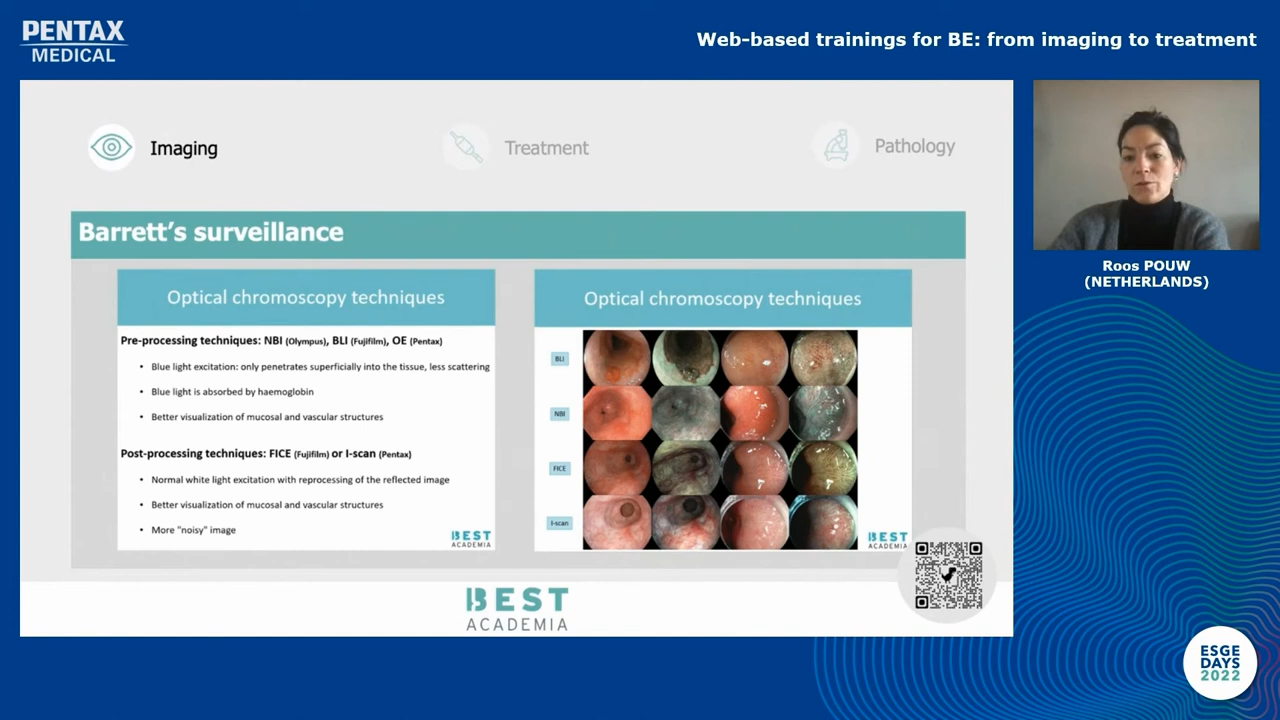 PENTAX
MEDICAL
Web-based trainings for BE: from imaging to treatment
Imaging
Treatment
Pathology
Barrett's surveillance
Optical chromoscopy techniques
Pre-processing techniques: NBI (Olympus), BLI (Fujifilm), OE (Pentax)
• Blue light excitation: only penetrates superficially into the tissue, less scattering
• Blue light is absorbed by haemoglobin
• Better visualization of mucosal and vascular structures
Post-processing techniques: FICE (Fujifilm) or I-scan (Pentax)
• Normal white light excitation with reprocessing of the reflected image
• Better visualization of mucosal and vascular structures
• More "noisy" image
BEST
ACADEMIA
Optical chromoscopy techniques
BLI
NBI
FICE
I-scan
BEST
ACADEMIA
BEST
ACADEMIA
Roos POUW
(NETHERLANDS)
ESGE
DAYS
2022